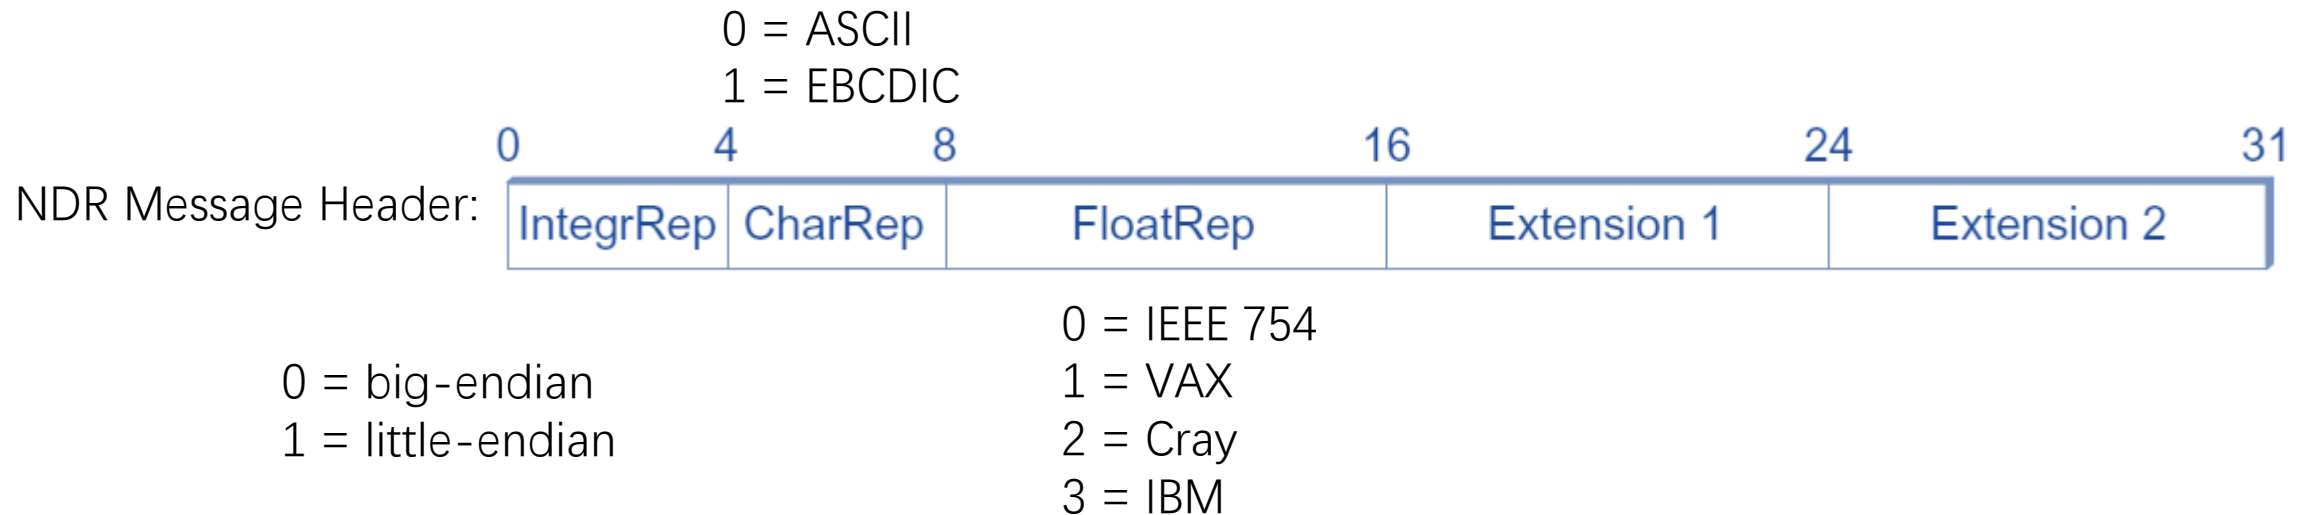 0 = ASCII
1 = EBCDIC
0 4 8 16 24 31
NDR Message Header: IntegrRep CharRep FloatRep Extension 1 Extension 2
0 = big-endian
1 = little-endian
0 = IEEE 754
1 = VAX
2 = Cray
3 = IBM